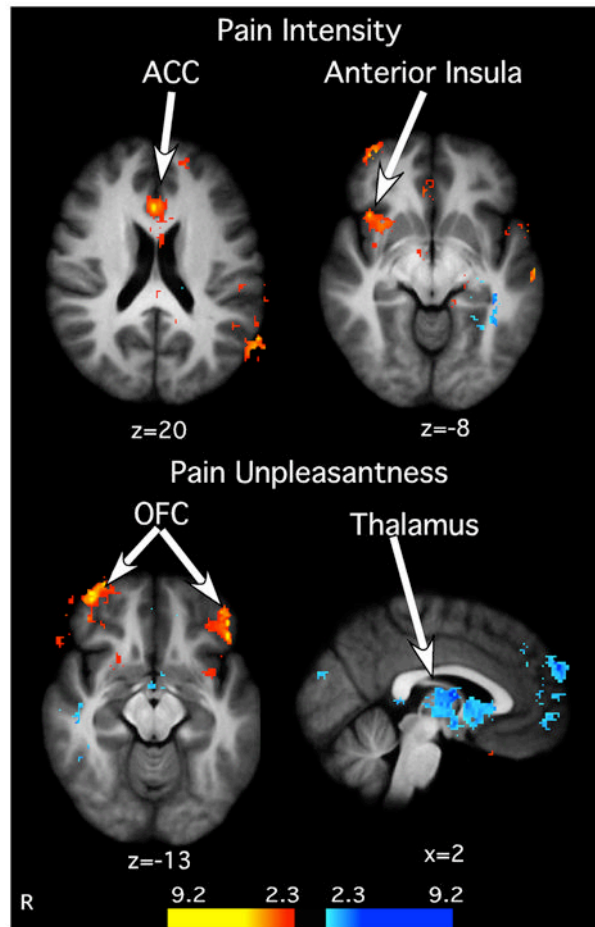 Pain Intensity
ACC
Anterior Insula
z=20
z=-8
Pain Unpleasantness
OFC
Thalamus
z=-13
x=2
R
9.2 2.3 2.3 9.2